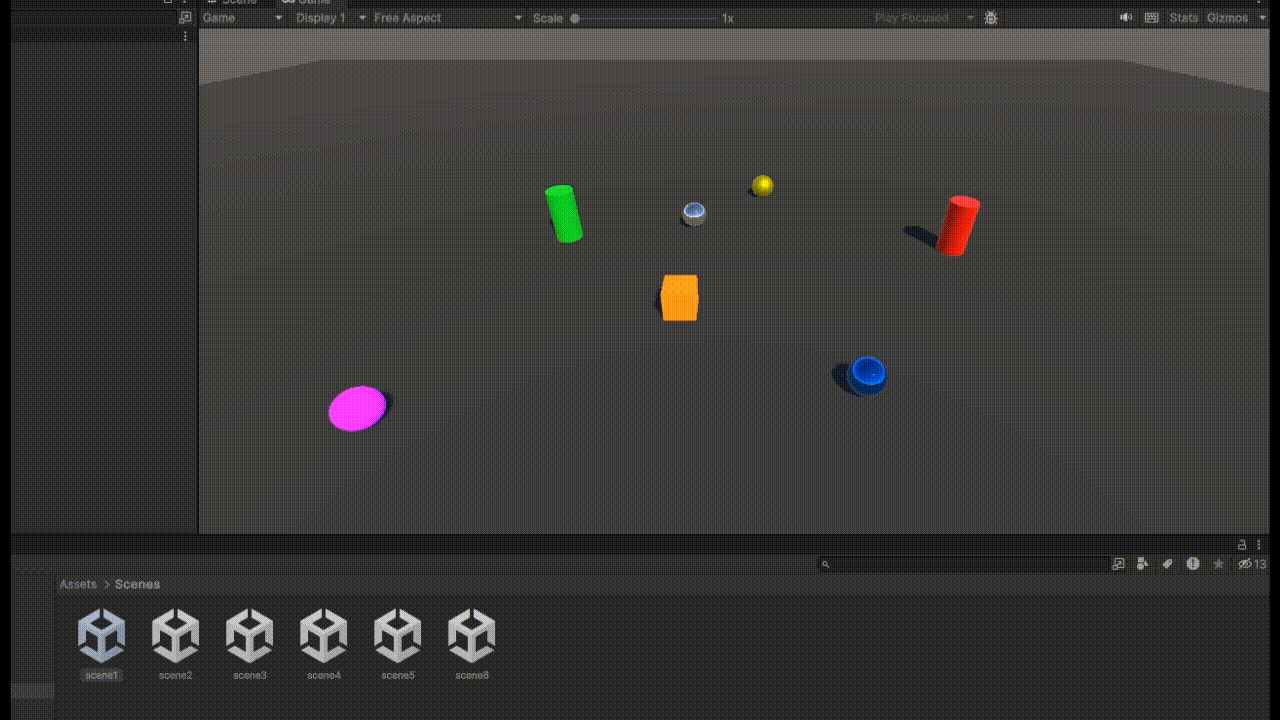 Scene Game
Game Display 1 Free Aspect Scale 1x Play Focused Stats Gizmos
13
Assets > Scenes
scene1 scene2 scene3 scene4 scene5 scene6